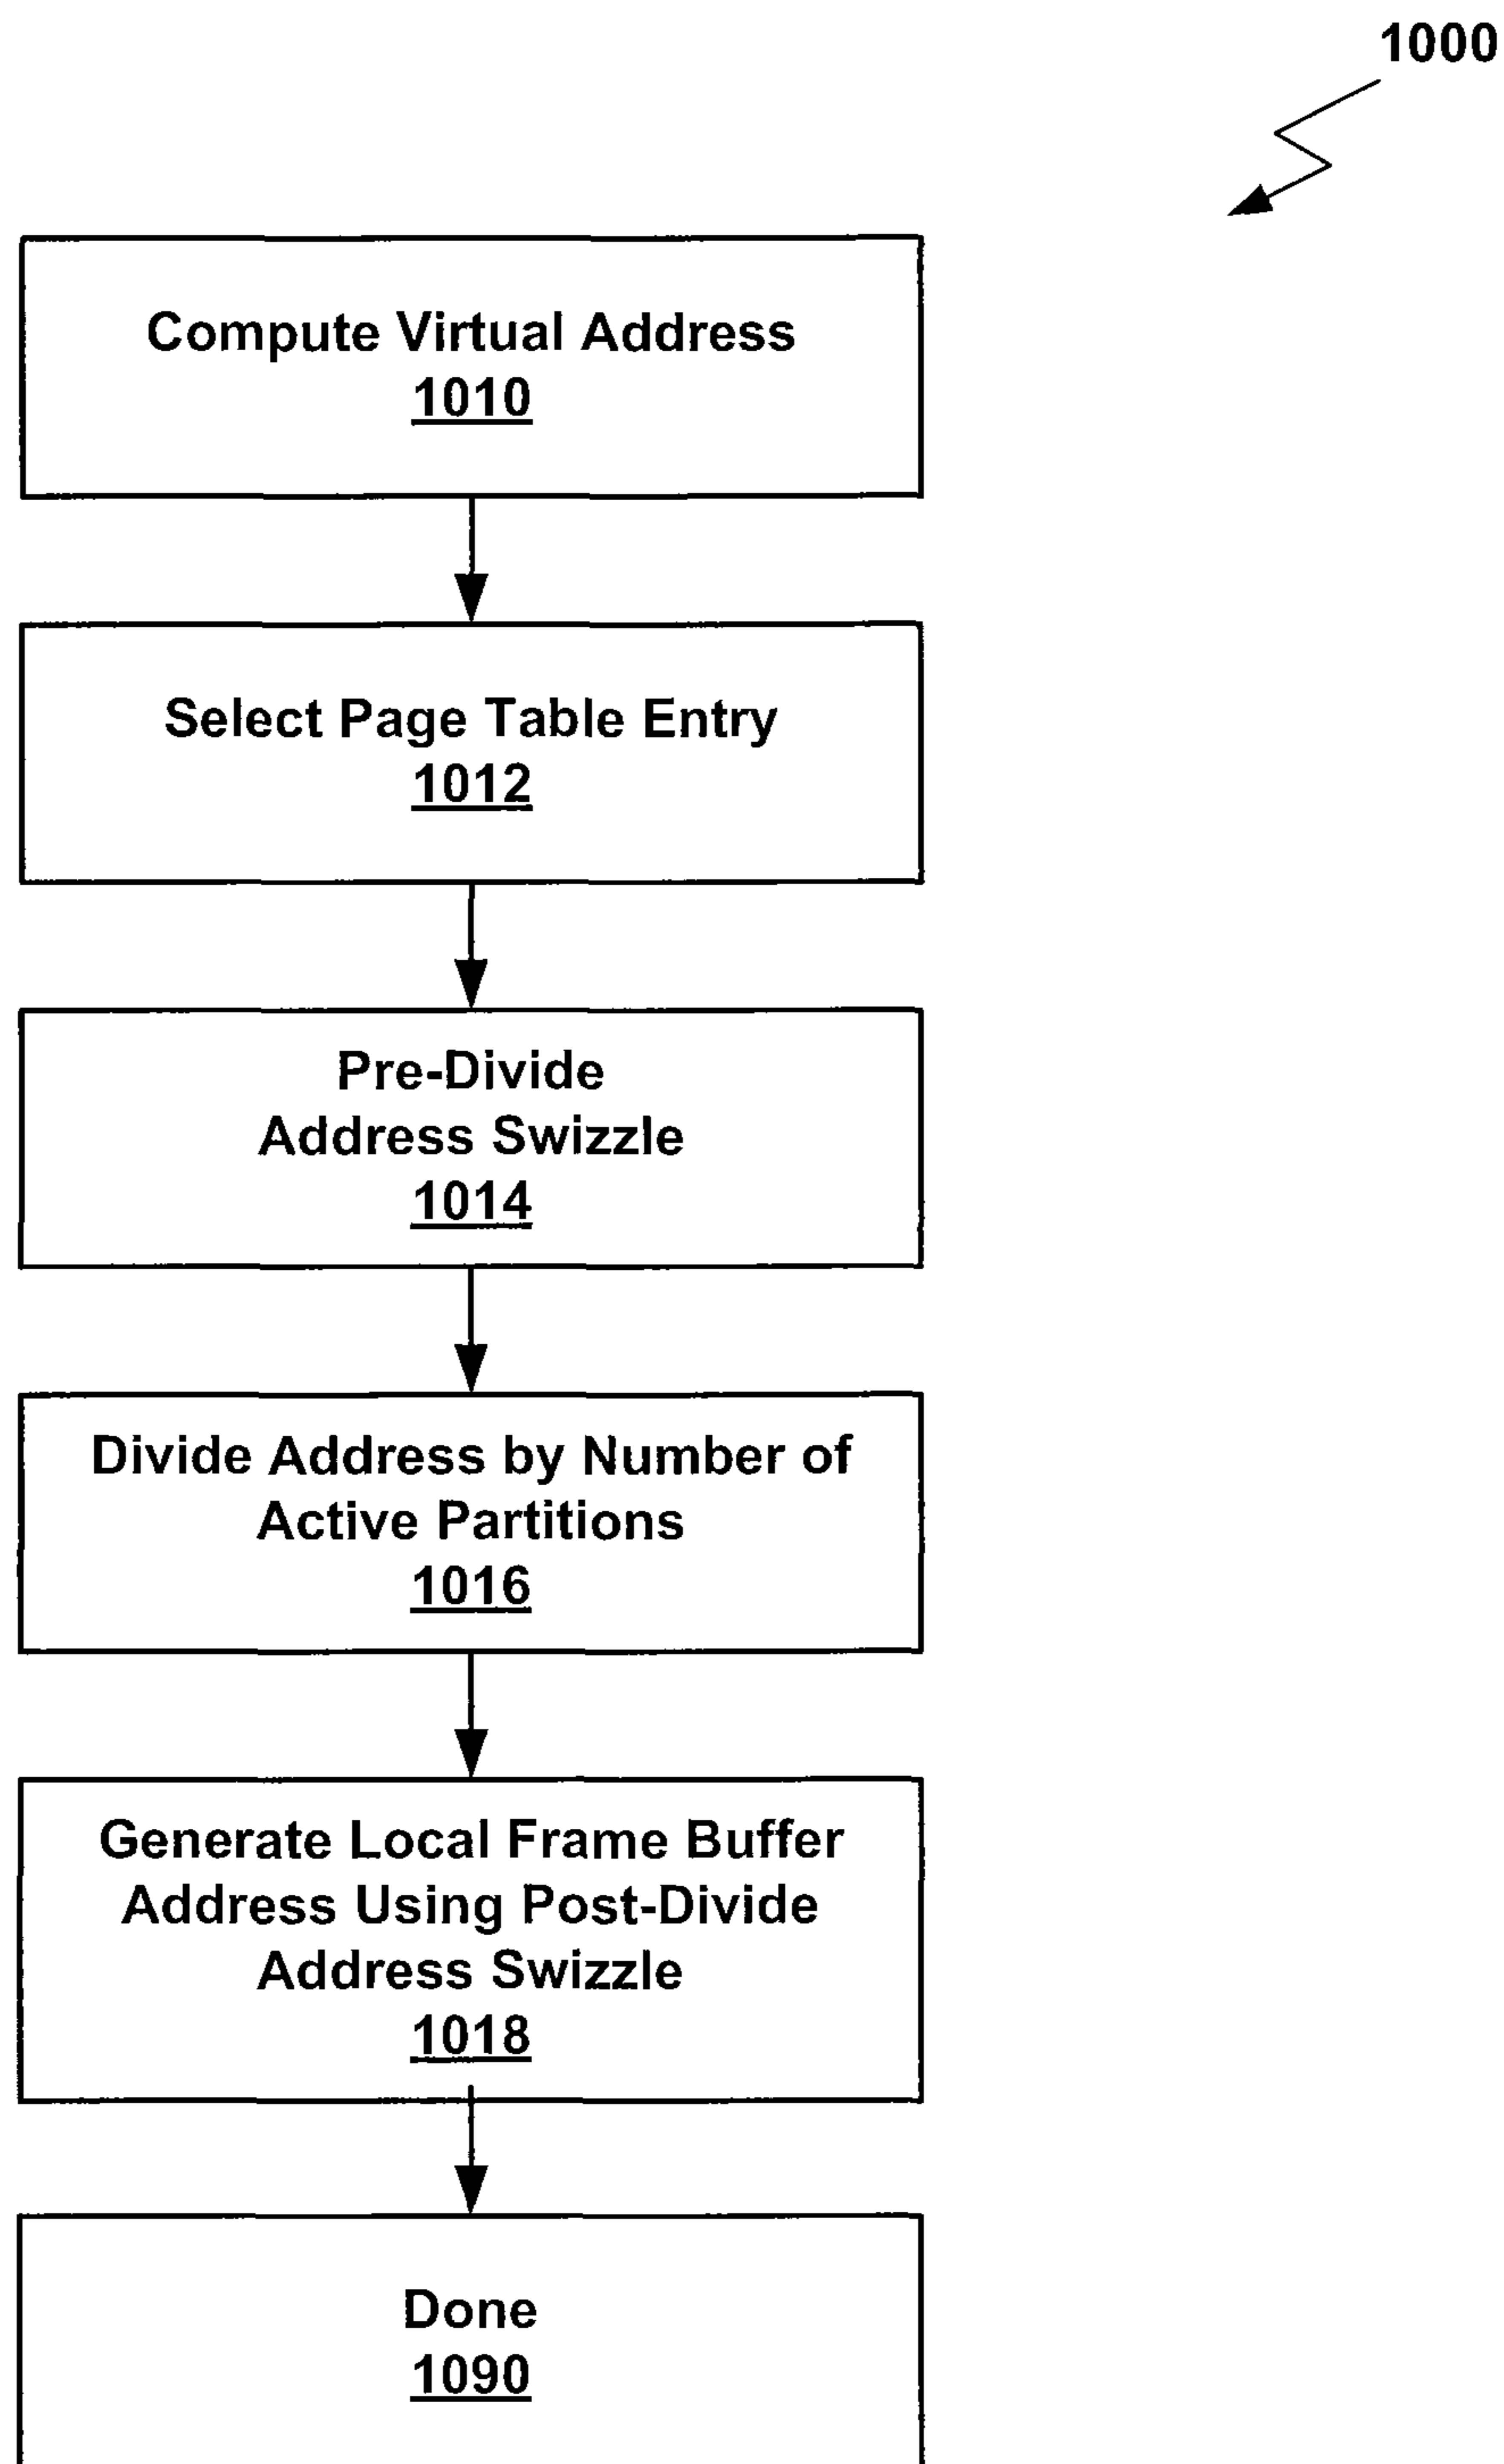 1000
Compute Virtual Address
1010
Select Page Table Entry
1012
Pre-Divide
Address Swizzle
1014
Divide Address by Number of
Active Partitions
1016
Generate Local Frame Buffer
Address Using Post-Divide
Address Swizzle
1018
Done
1090